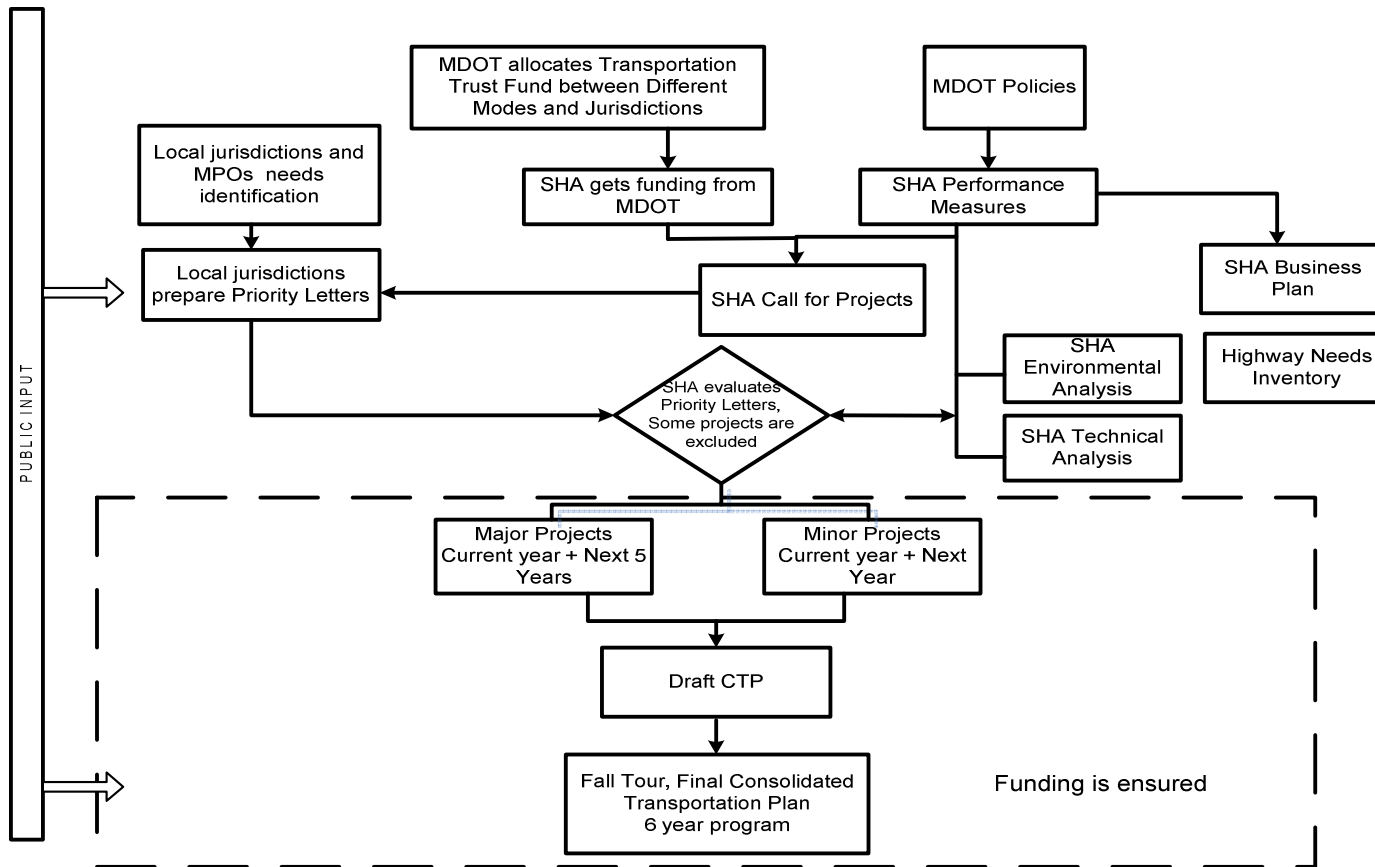 PUBLIC INPUT
MDOT allocates Transportation
Trust Fund between Different
Modes and Jurisdictions
MDOT Policies
Local jurisdictions and
MPOs needs
identification
SHA gets funding from
MDOT
SHA Performance
Measures
Local jurisdictions
prepare Priority Letters
SHA Call for Projects
SHA Business
Plan
SHA
Environmental
Analysis
Highway Needs
Inventory
SHA evaluates
Priority Letters,
Some projects are
excluded
SHA Technical
Analysis
Major Projects
Current year + Next 5
Years
Minor Projects
Current year + Next
Year
Draft CTP
Fall Tour, Final Consolidated
Transportation Plan
6 year program
Funding is ensured